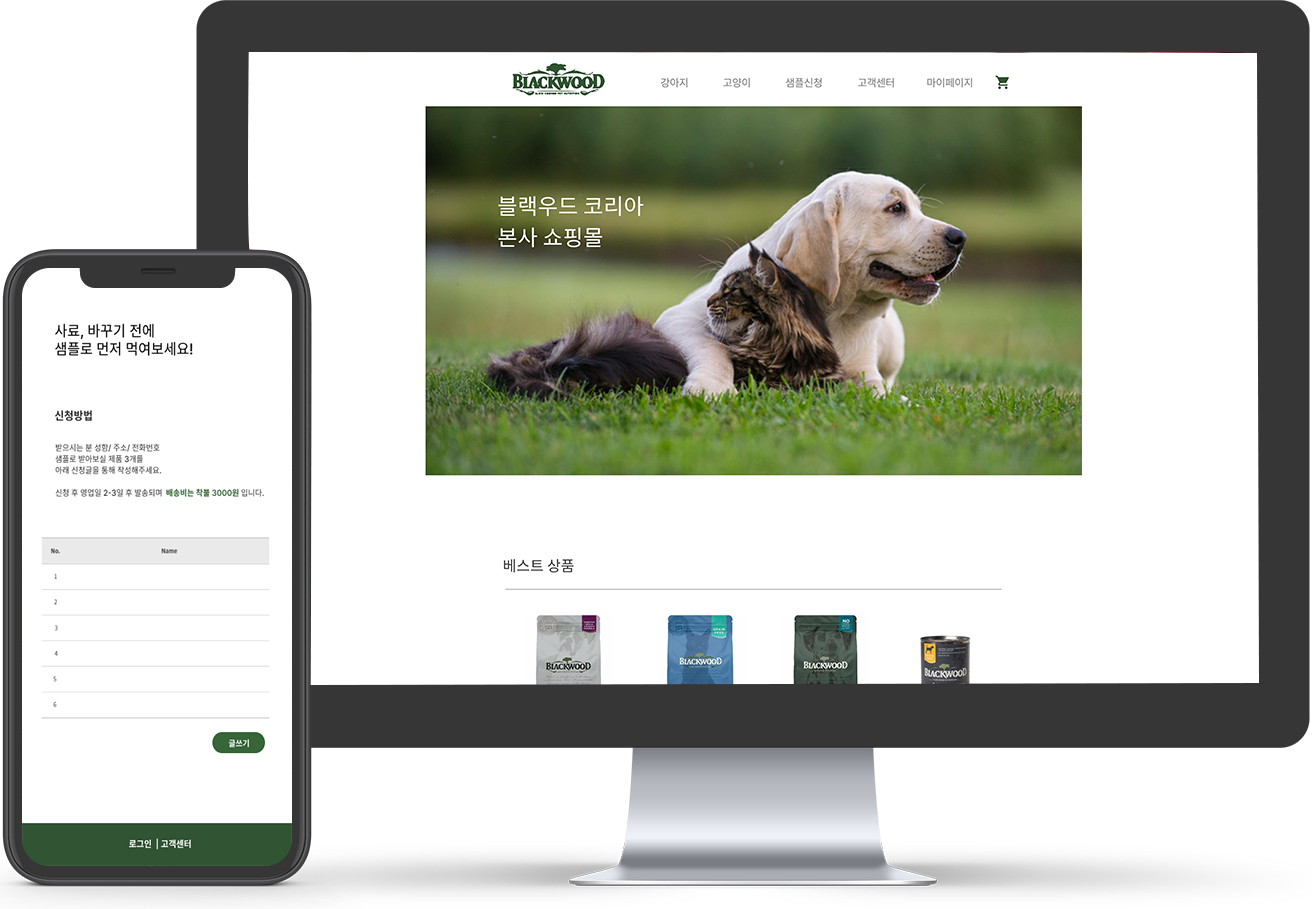 BLACKWOOD
강아지
고양이
샘플신청
고객센터
마이페이지
블랙우드 코리아
본사 쇼핑몰
베스트 상품
BLACKWOOD
BLACKWOOD
NO
BLACKWOOD
BLACKWOOD
사료, 바꾸기 전에
샘플로 먼저 먹여보세요!
신청방법
받으시는 분 성함/ 주소/ 전화번호
샘플로 받아보실 제품 3개를
아래 신청글을 통해 작성해주세요.
신청 후 영업일 2-3일 후 발송되며 배송비는 착불 3000원 입니다.
No. Name
1
2
3
4
5
6
글쓰기
로그인 | 고객센터